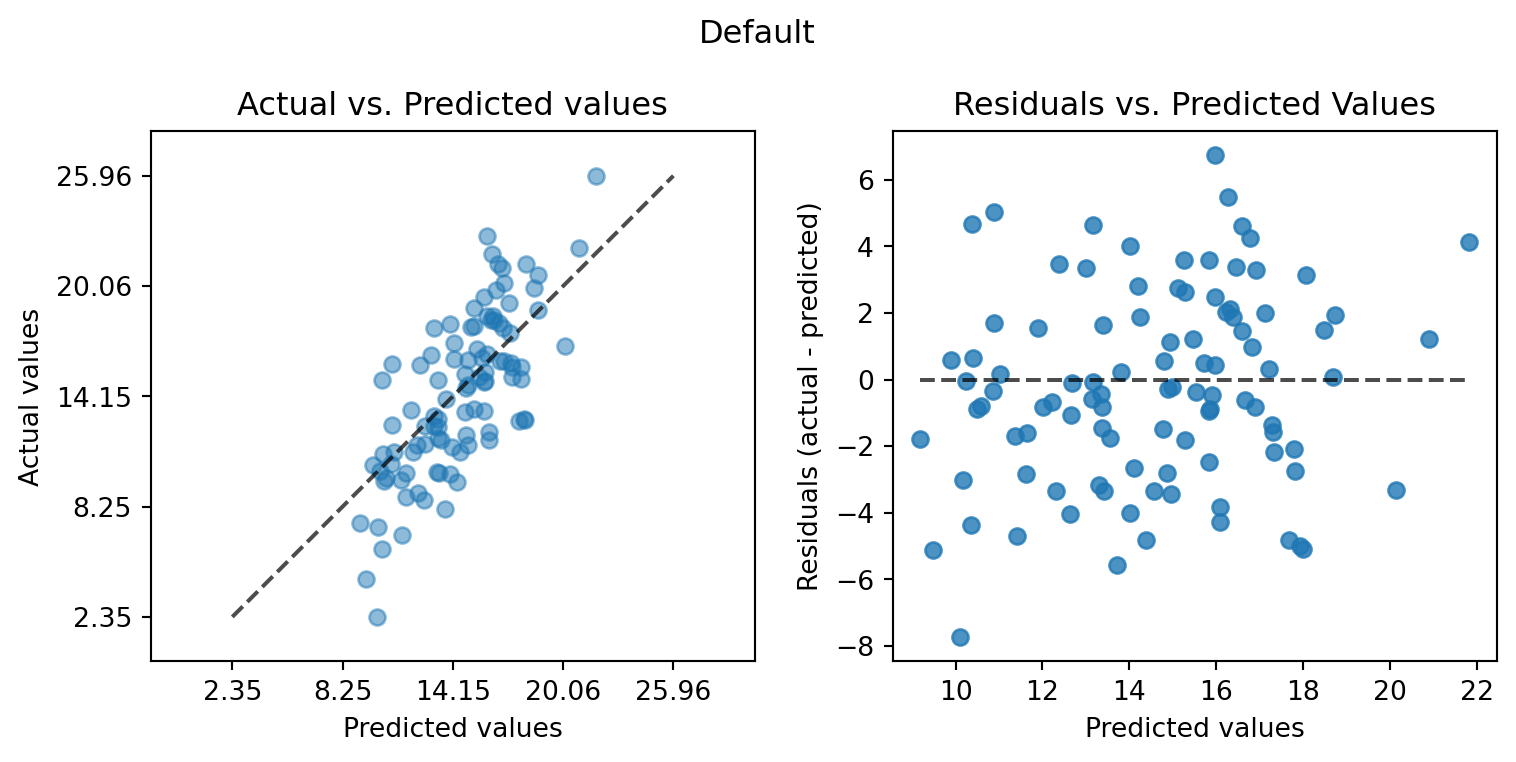 Default
Actual vs. Predicted values
Actual values
25.96
20.06
14.15
8.25
2.35
2.35 8.25 14.15 20.06 25.96
Predicted values
Residuals vs. Predicted Values
Residuals (actual - predicted)
6
4
2
0
−2
−4
−6
−8
10 12 14 16 18 20 22
Predicted values